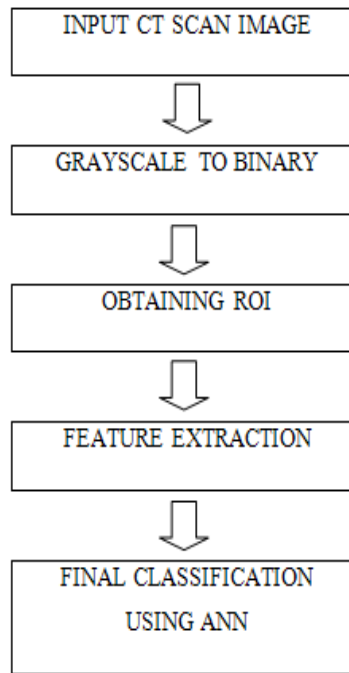 INPUT CT SCAN IMAGE
GRAYSCALE TO BINARY
OBTAINING ROI
FEATURE EXTRACTION
FINAL CLASSIFICATION
USING ANN